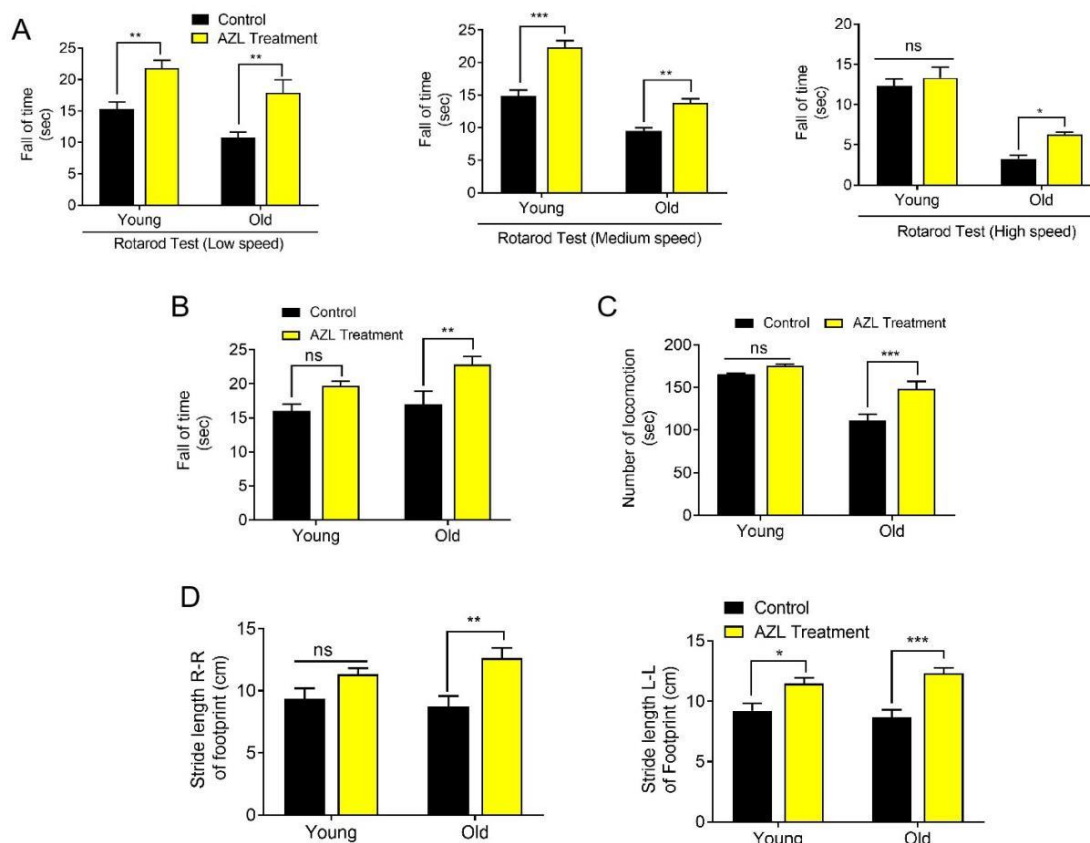 A
Control
AZL Treatment
Fall of time
(sec)
25
20
15
10
5
0
**
**
Young
Old
Rotarod Test (Low speed)
Fall of time
(sec)
25
20
15
10
5
0
***
**
Young
Old
Rotarod Test (Medium speed)
Fall of time
(sec)
20
15
10
5
0
ns
*
Young
Old
Rotarod Test (High speed)
B
Control
AZL Treatment
Fall of time
(sec)
25
20
15
10
5
0
ns
**
Young
Old
C
Control
AZL Treatment
Number of locomotion
(sec)
200
150
100
50
0
ns
***
Young
Old
D
Stride length R-R
of footprint (cm)
15
10
5
0
ns
**
Young
Old
Control
AZL Treatment
Stride length L-L
of Footprint (cm)
15
10
5
0
*
***
Young
Old